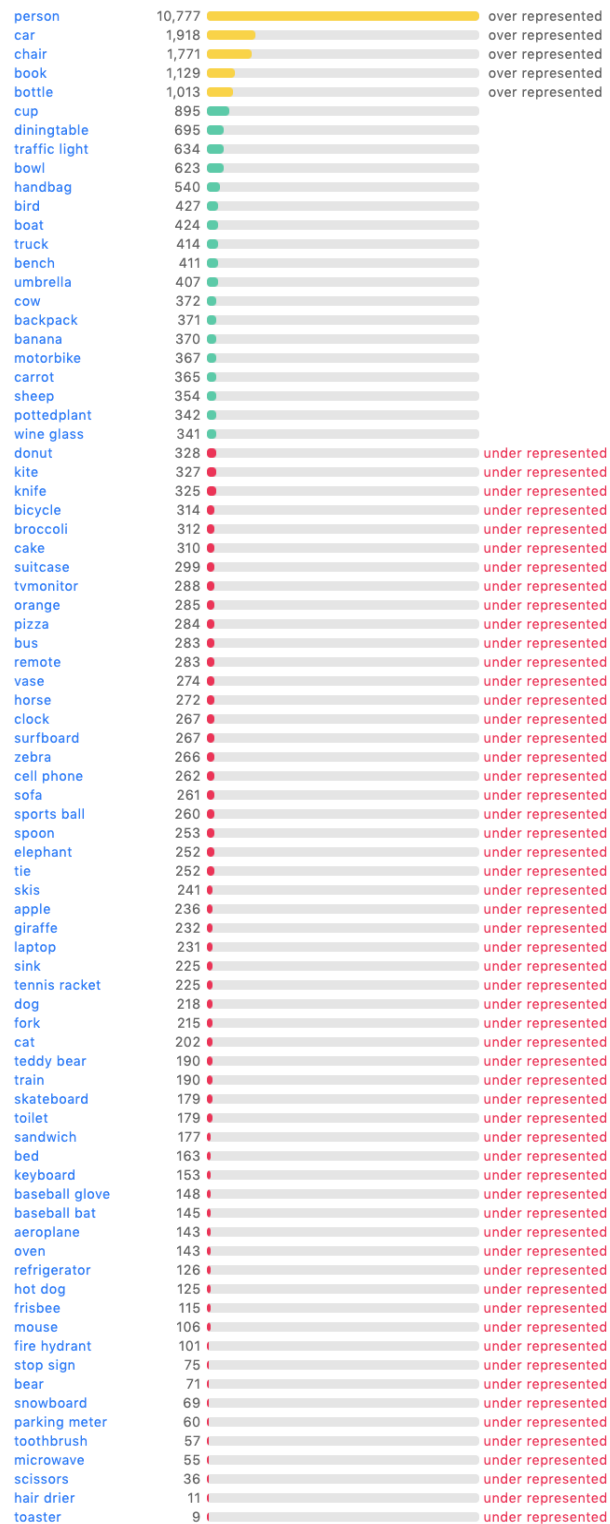 person 10,777 over represented
car 1,918 over represented
chair 1,771 over represented
book 1,129 over represented
bottle 1,013 over represented
cup 895
diningtable 695
traffic light 634
bowl 623
handbag 540
bird 427
boat 424
truck 414
bench 411
umbrella 407
cow 372
backpack 371
banana 370
motorbike 367
carrot 365
sheep 354
pottedplant 342
wine glass 341
donut 328 under represented
kite 327 under represented
knife 325 under represented
bicycle 314 under represented
broccoli 312 under represented
cake 310 under represented
suitcase 299 under represented
tvmonitor 288 under represented
orange 285 under represented
pizza 284 under represented
bus 283 under represented
remote 283 under represented
vase 274 under represented
horse 272 under represented
clock 267 under represented
surfboard 267 under represented
zebra 266 under represented
cell phone 262 under represented
sofa 261 under represented
sports ball 260 under represented
spoon 253 under represented
elephant 252 under represented
tie 252 under represented
skis 241 under represented
apple 236 under represented
giraffe 232 under represented
laptop 231 under represented
sink 225 under represented
tennis racket 225 under represented
dog 218 under represented
fork 215 under represented
cat 202 under represented
teddy bear 190 under represented
train 190 under represented
skateboard 179 under represented
toilet 179 under represented
sandwich 177 under represented
bed 163 under represented
keyboard 153 under represented
baseball glove 148 under represented
baseball bat 145 under represented
aeroplane 143 under represented
oven 143 under represented
refrigerator 126 under represented
hot dog 125 under represented
frisbee 115 under represented
mouse 106 under represented
fire hydrant 101 under represented
stop sign 75 under represented
bear 71 under represented
snowboard 69 under represented
parking meter 60 under represented
toothbrush 57 under represented
microwave 55 under represented
scissors 36 under represented
hair drier 11 under represented
toaster 9 under represented